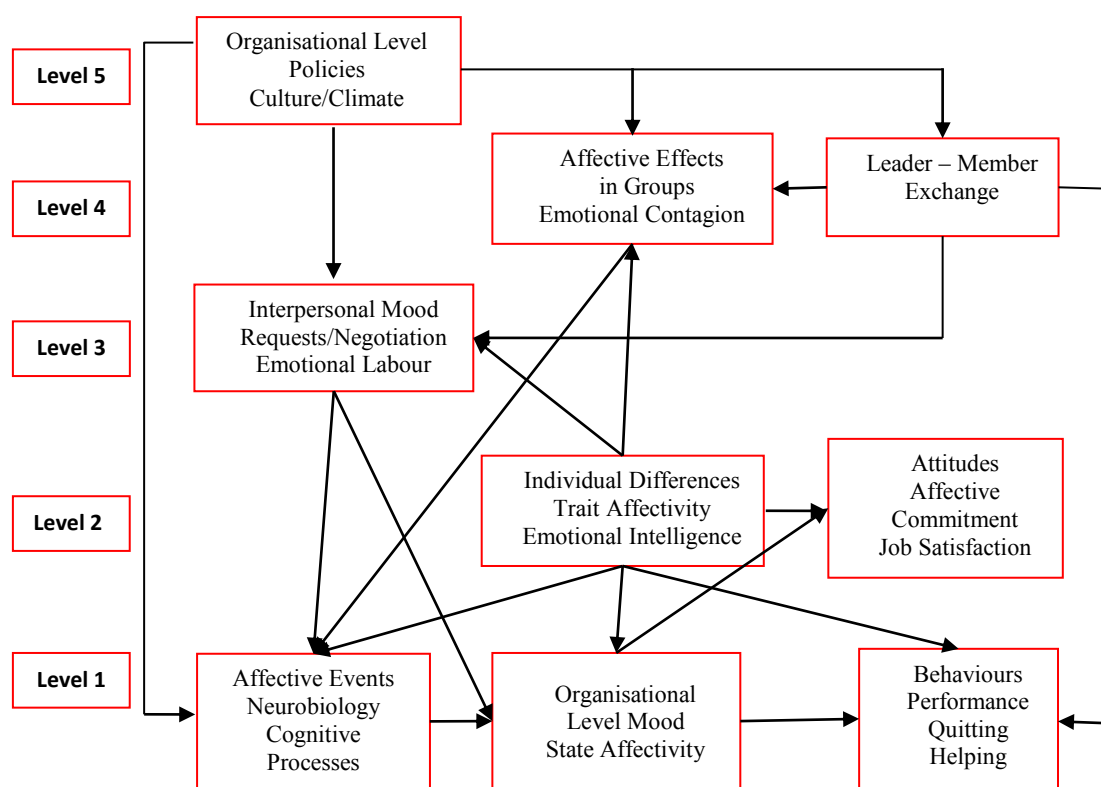 Level 5
Organisational Level
Policies
Culture/Climate
Level 4
Affective Effects
in Groups
Emotional Contagion
Leader – Member
Exchange
Level 3
Interpersonal Mood
Requests/Negotiation
Emotional Labour
Level 2
Individual Differences
Trait Affectivity
Emotional Intelligence
Attitudes
Affective
Commitment
Job Satisfaction
Level 1
Affective Events
Neurobiology
Cognitive
Processes
Organisational
Level Mood
State Affectivity
Behaviours
Performance
Quitting
Helping